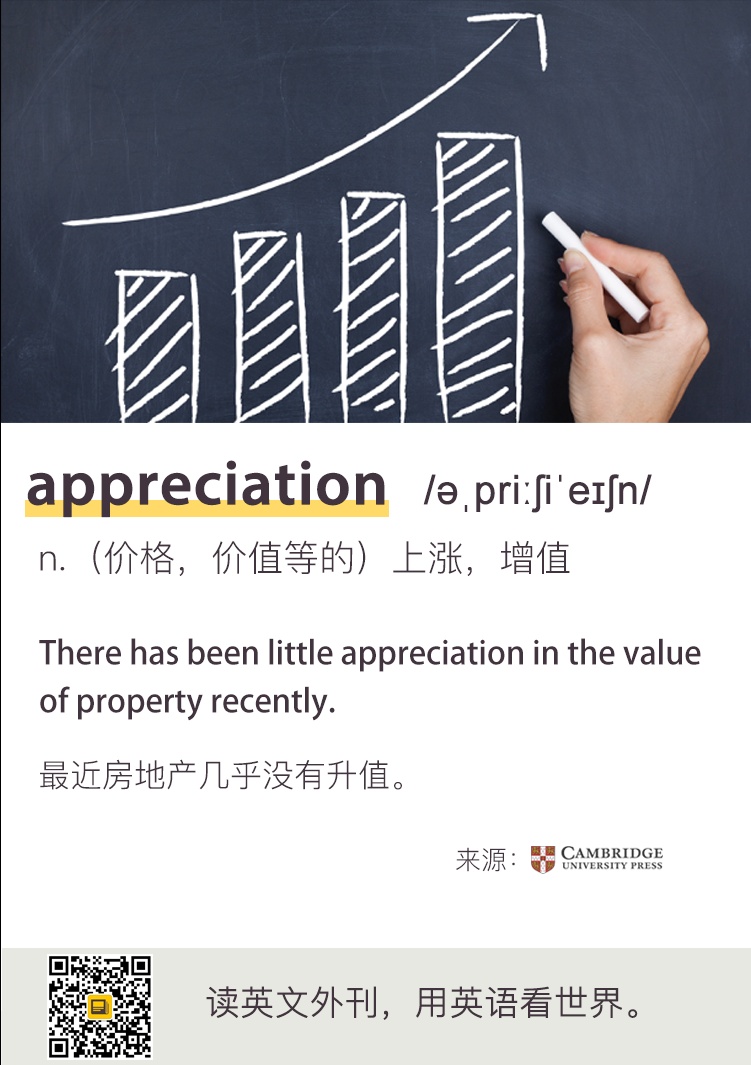 appreciation /əˌpriːʃiˈeɪʃn/
n.（价格，价值等的）上涨，增值
There has been little appreciation in the value
of property recently.
最近房地产几乎没有升值。
来源：CAMBRIDGE
UNIVERSITY PRESS
读英文外刊，用英语看世界。